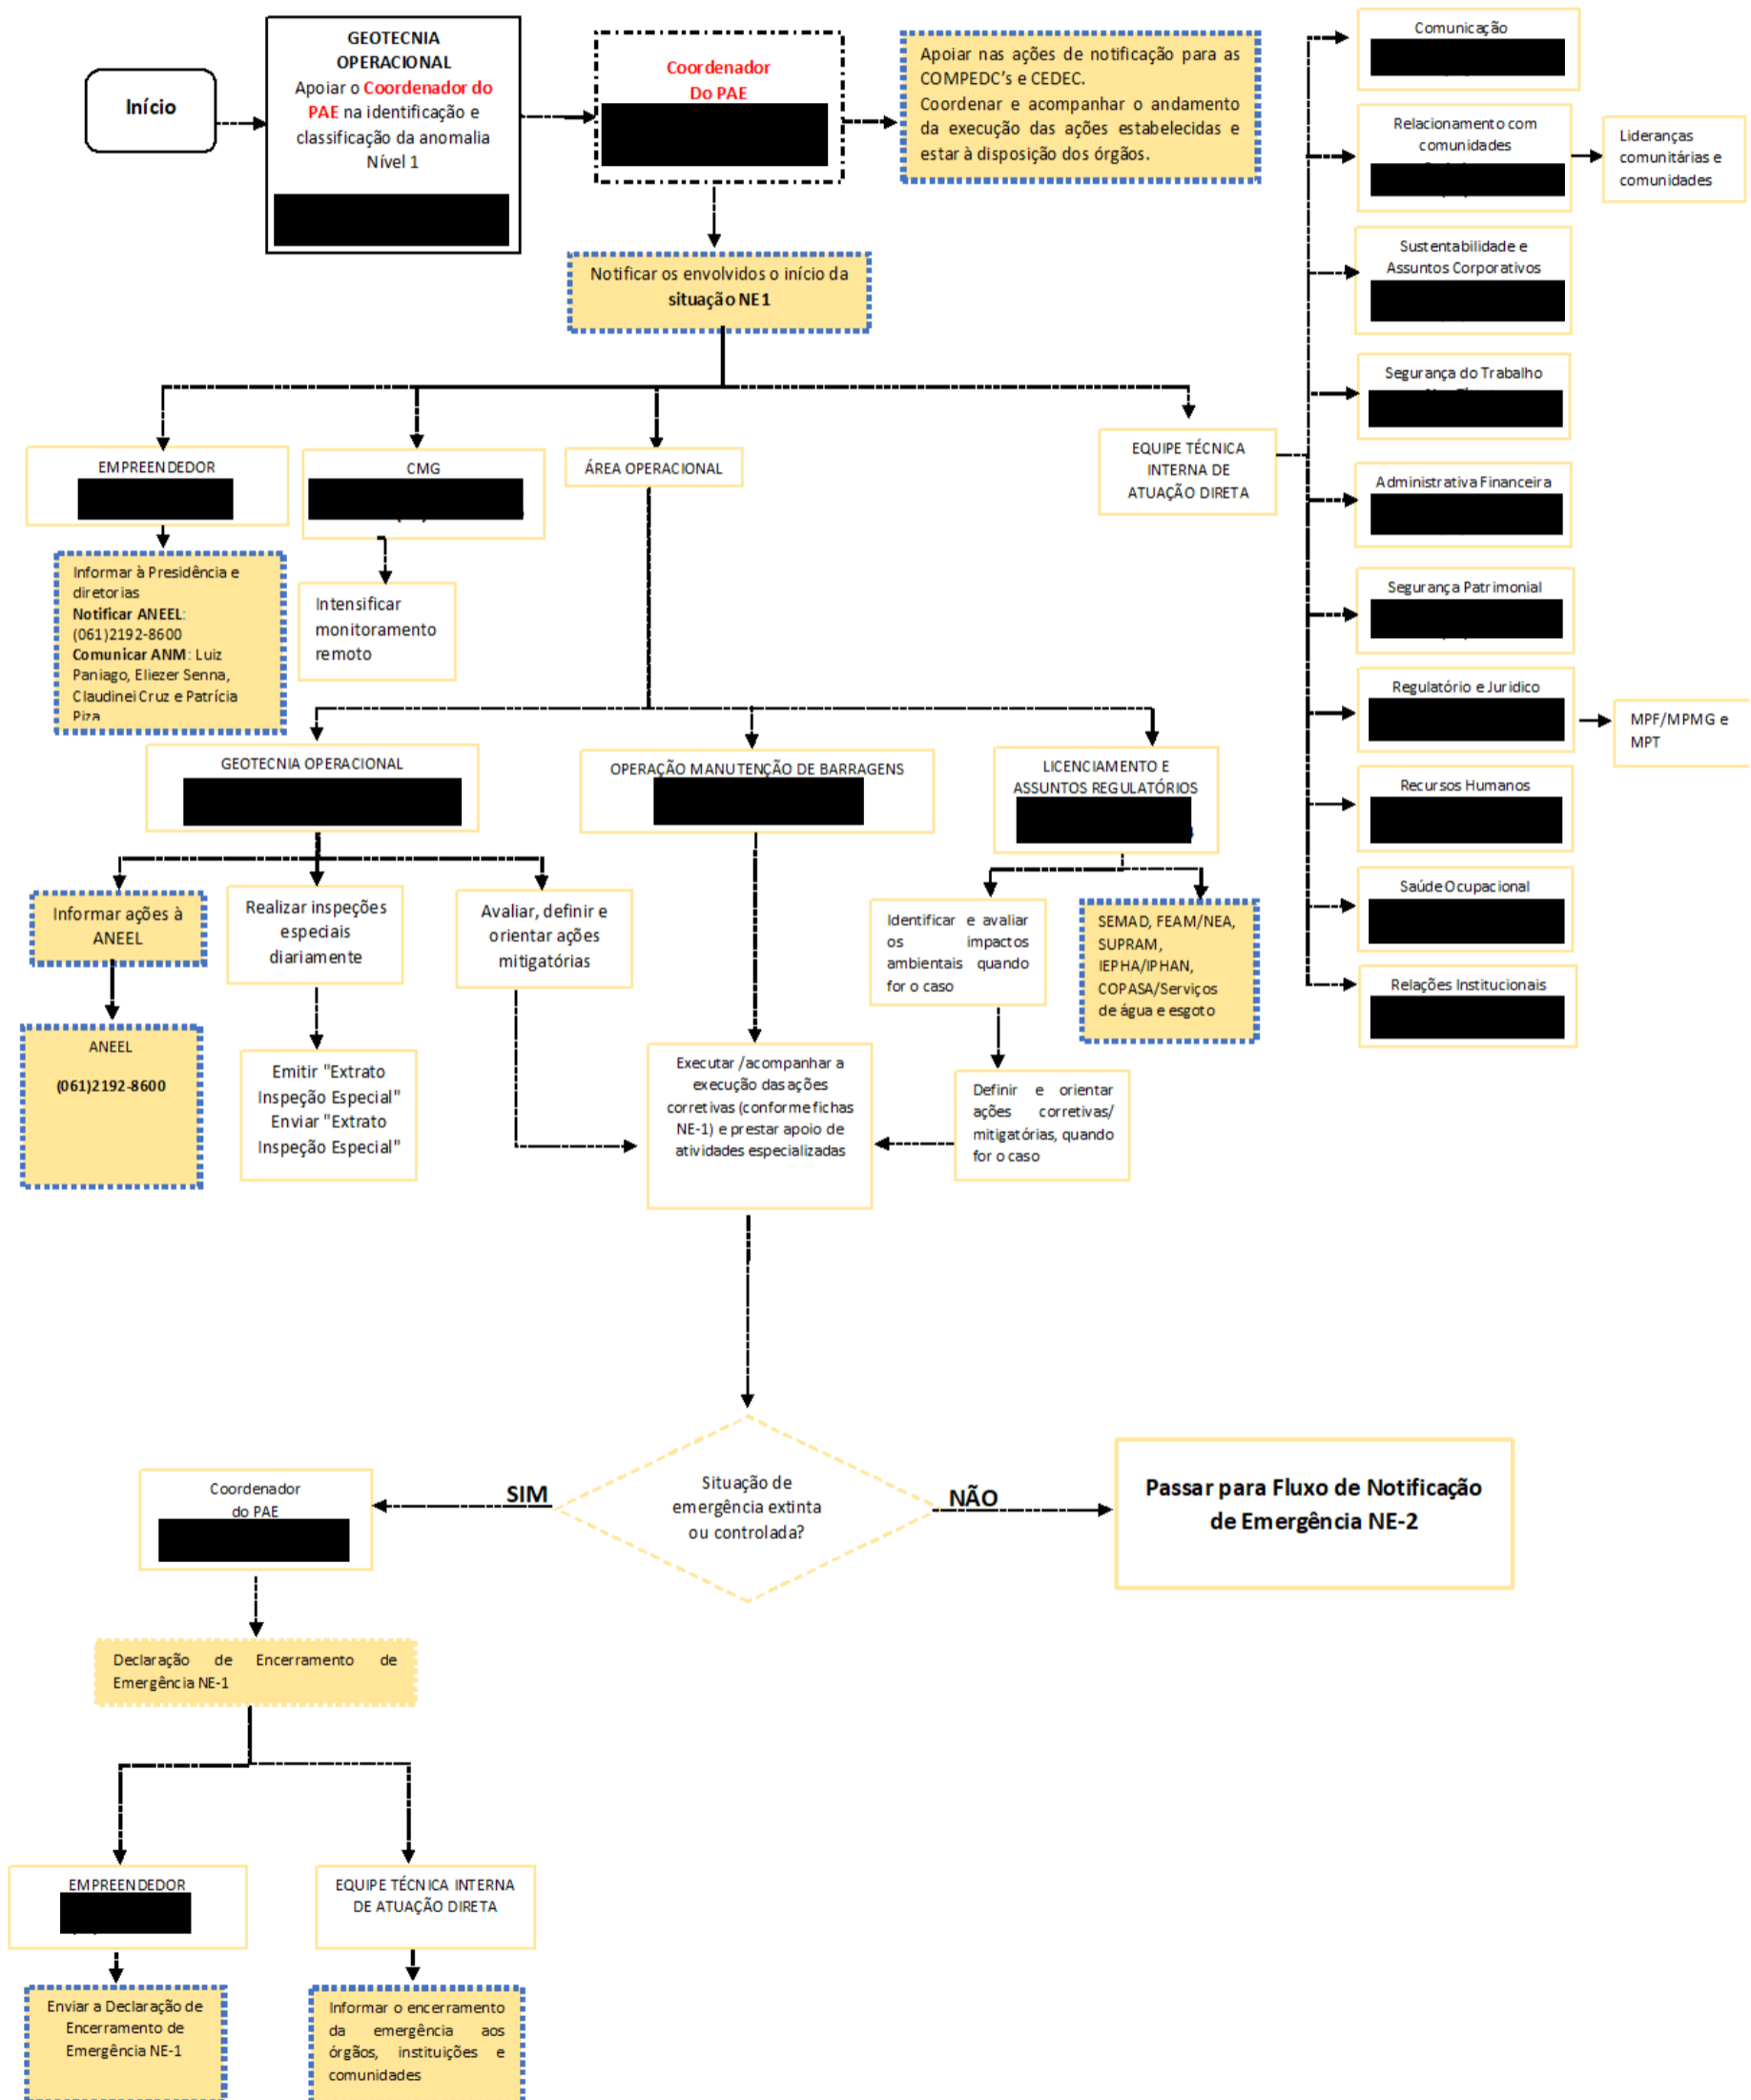 Início
GEOTECNIA
OPERACIONAL
Apoiar o Coordenador do
PAE na identificação e
classificação da anomalia
Nível 1
Coordenador
Do PAE
Apoiar nas ações de notificação para as
COMPEDC's e CEDEC.
Coordenar e acompanhar o andamento
da execução das ações estabelecidas e
estar à disposição dos órgãos.
Notificar os envolvidos o início da
situação NE1
Comunicação
Relacionamento com
comunidades
Lideranças
comunitárias e
comunidades
Sustentabilidade e
Assuntos Corporativos
Segurança do Trabalho
Administrativa Financeira
Segurança Patrimonial
Regulatório e Juridico
MPF/MPMG e
MPT
Recursos Humanos
Saúde Ocupacional
Relações Institucionais
EMPREENDEDOR
CMG
ÁREA OPERACIONAL
EQUIPE TÉCNICA
INTERNA DE
ATUAÇÃO DIRETA
Informar à Presidência e
diretorias
Notificar ANEEL:
(061)2192-8600
Comunicar ANM: Luiz
Paniago, Eliezer Senna,
Claudinei Cruz e Patrícia
Piza
Intensificar
monitoramento
remoto
GEOTECNIA OPERACIONAL
OPERAÇÃO MANUTENÇÃO DE BARRAGENS
LICENCIAMENTO E
ASSUNTOS REGULATÓRIOS
Informar ações à
ANEEL
Realizar inspeções
especiais
diariamente
Avaliar, definir e
orientar ações
mitigatórias
Identificar e avaliar
os impactos
ambientais quando
for o caso
SEMAD, FEAM/NEA,
SUPRAM,
IEPHA/IPHAN,
COPASA/Serviços
de água e esgoto
ANEEL
(061)2192-8600
Emitir "Extrato
Inspeção Especial"
Enviar "Extrato
Inspeção Especial"
Executar /acompanhar a
execução das ações
corretivas (conforme fichas
NE-1) e prestar apoio de
atividades especializadas
Definir e orientar
ações corretivas/
mitigatórias, quando
for o caso
Situação de
emergência extinta
ou controlada?
SIM
NÃO
Coordenador
do PAE
Passar para Fluxo de Notificação
de Emergência NE-2
Declaração de Encerramento de
Emergência NE-1
EMPREENDEDOR
EQUIPE TÉCNICA INTERNA
DE ATUAÇÃO DIRETA
Enviar a Declaração de
Encerramento de
Emergência NE-1
Informar o encerramento
da emergência aos
órgãos, instituições e
comunidades